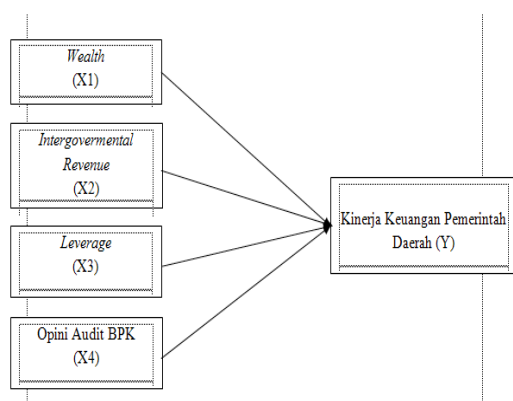 Wealth
(X1)
Intergovermental
Revenue
(X2)
Leverage
(X3)
Opini Audit BPK
(X4)
Kinerja Keuangan Pemerintah
Daerah (Y)